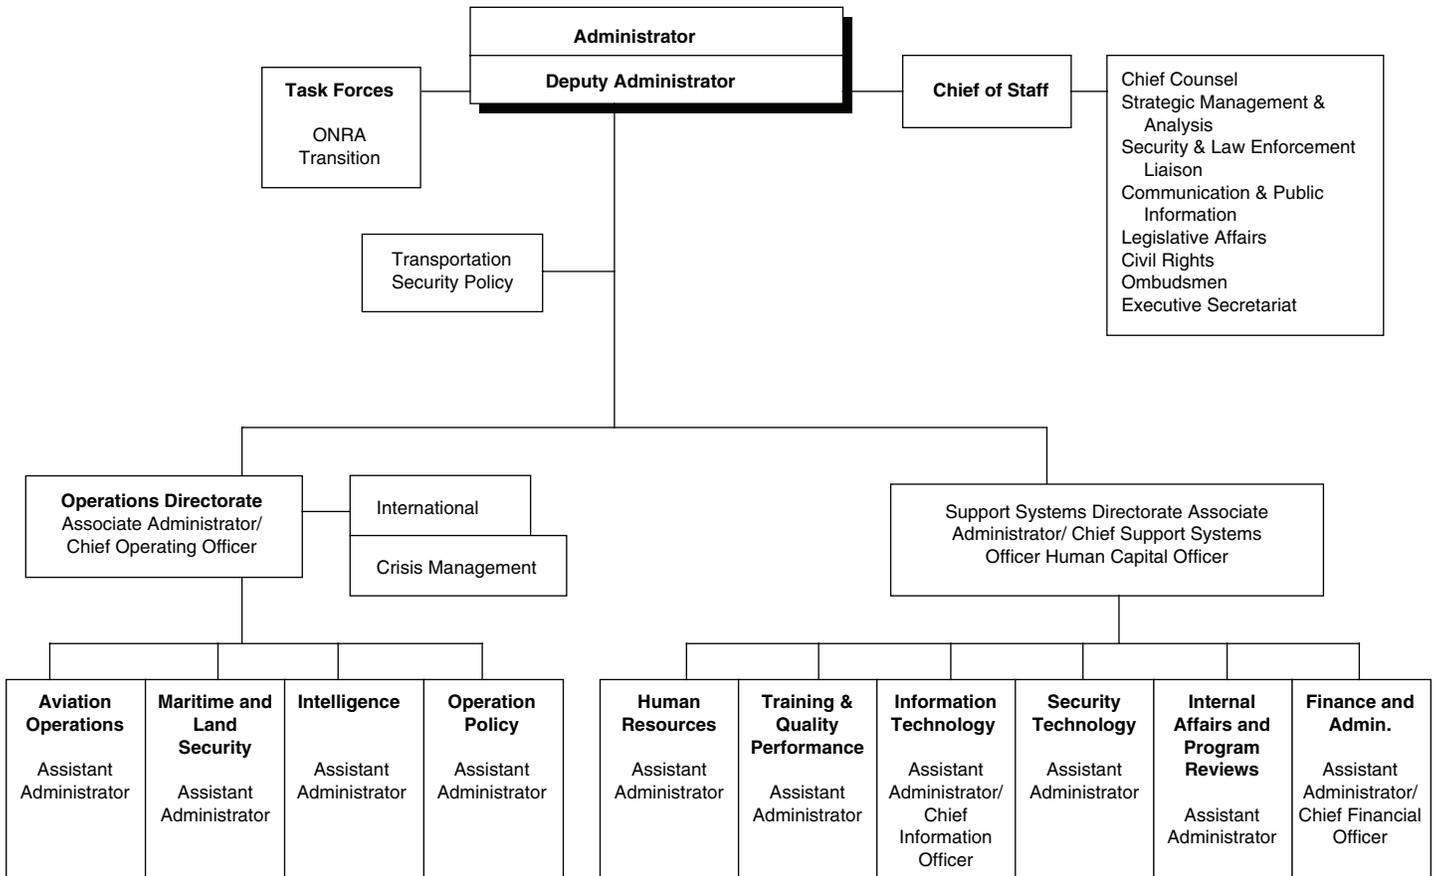 Administrator
Deputy Administrator
Task Forces
ONRA
Transition
Chief of Staff
Chief Counsel
Strategic Management &
Analysis
Security & Law Enforcement
Liaison
Communication & Public
Information
Legislative Affairs
Civil Rights
Ombudsmen
Executive Secretariat
Transportation
Security Policy
Operations Directorate
Associate Administrator/
Chief Operating Officer
International
Crisis Management
Support Systems Directorate Associate
Administrator/ Chief Support Systems
Officer Human Capital Officer
Aviation
Operations
Assistant
Administrator
Maritime and
Land
Security
Assistant
Administrator
Intelligence
Assistant
Administrator
Operation
Policy
Assistant
Administrator
Human
Resources
Assistant
Administrator
Training &
Quality
Performance
Assistant
Administrator
Information
Technology
Assistant
Administrator/
Chief
Information
Officer
Security
Technology
Assistant
Administrator
Internal
Affairs and
Program
Reviews
Assistant
Administrator
Finance and
Admin.
Assistant
Administrator/
Chief Financial
Officer